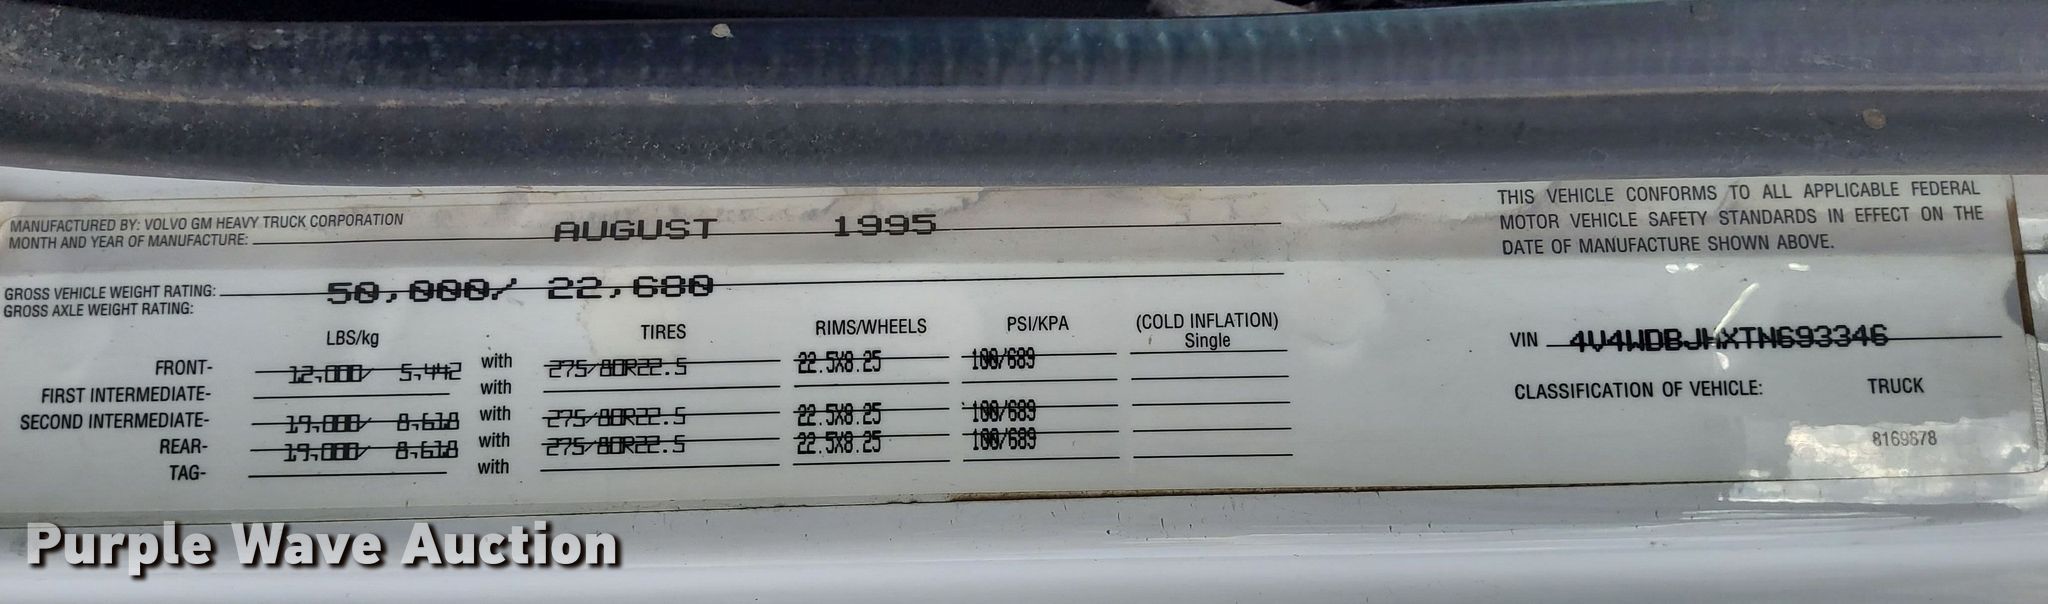 MANUFACTURED BY: VOLVO GM HEAVY TRUCK CORPORATION
MONTH AND YEAR OF MANUFACTURE: AUGUST 1995
GROSS VEHICLE WEIGHT RATING: 50,000/ 22,680
GROSS AXLE WEIGHT RATING:
LBS/kg TIRES RIMS/WHEELS PSI/KPA (COLD INFLATION)
Single
FRONT- 12,000/ 5,442 with 275/80R22.5 22.5X8.25 100/689
FIRST INTERMEDIATE- with
SECOND INTERMEDIATE- 19,000/ 8,618 with 275/80R22.5 22.5X8.25 100/689
REAR- 19,000/ 8,618 with 275/80R22.5 22.5X8.25 100/689
TAG- with
THIS VEHICLE CONFORMS TO ALL APPLICABLE FEDERAL
MOTOR VEHICLE SAFETY STANDARDS IN EFFECT ON THE
DATE OF MANUFACTURE SHOWN ABOVE.
VIN 4V4WDBJHXTN693346
CLASSIFICATION OF VEHICLE: TRUCK
8169878
Purple Wave Auction